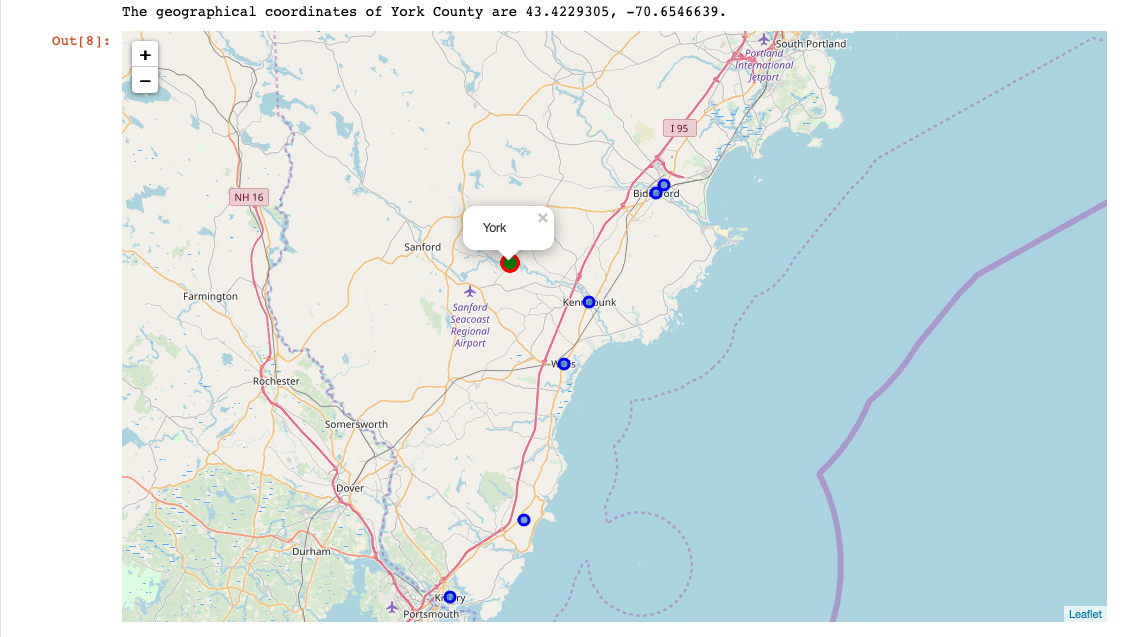 The geographical coordinates of York County are 43.4229305, -70.6546639.
Out[8]:
+
−
South Portland
Portland
International
Jetport
I 95
NH 16
Biddeford
York
×
Sanford
Farmington
Sanford
Seacoast
Regional
Airport
Kennebunk
Wells
Rochester
Somersworth
Dover
Durham
Kittery
Portsmouth
Leaflet